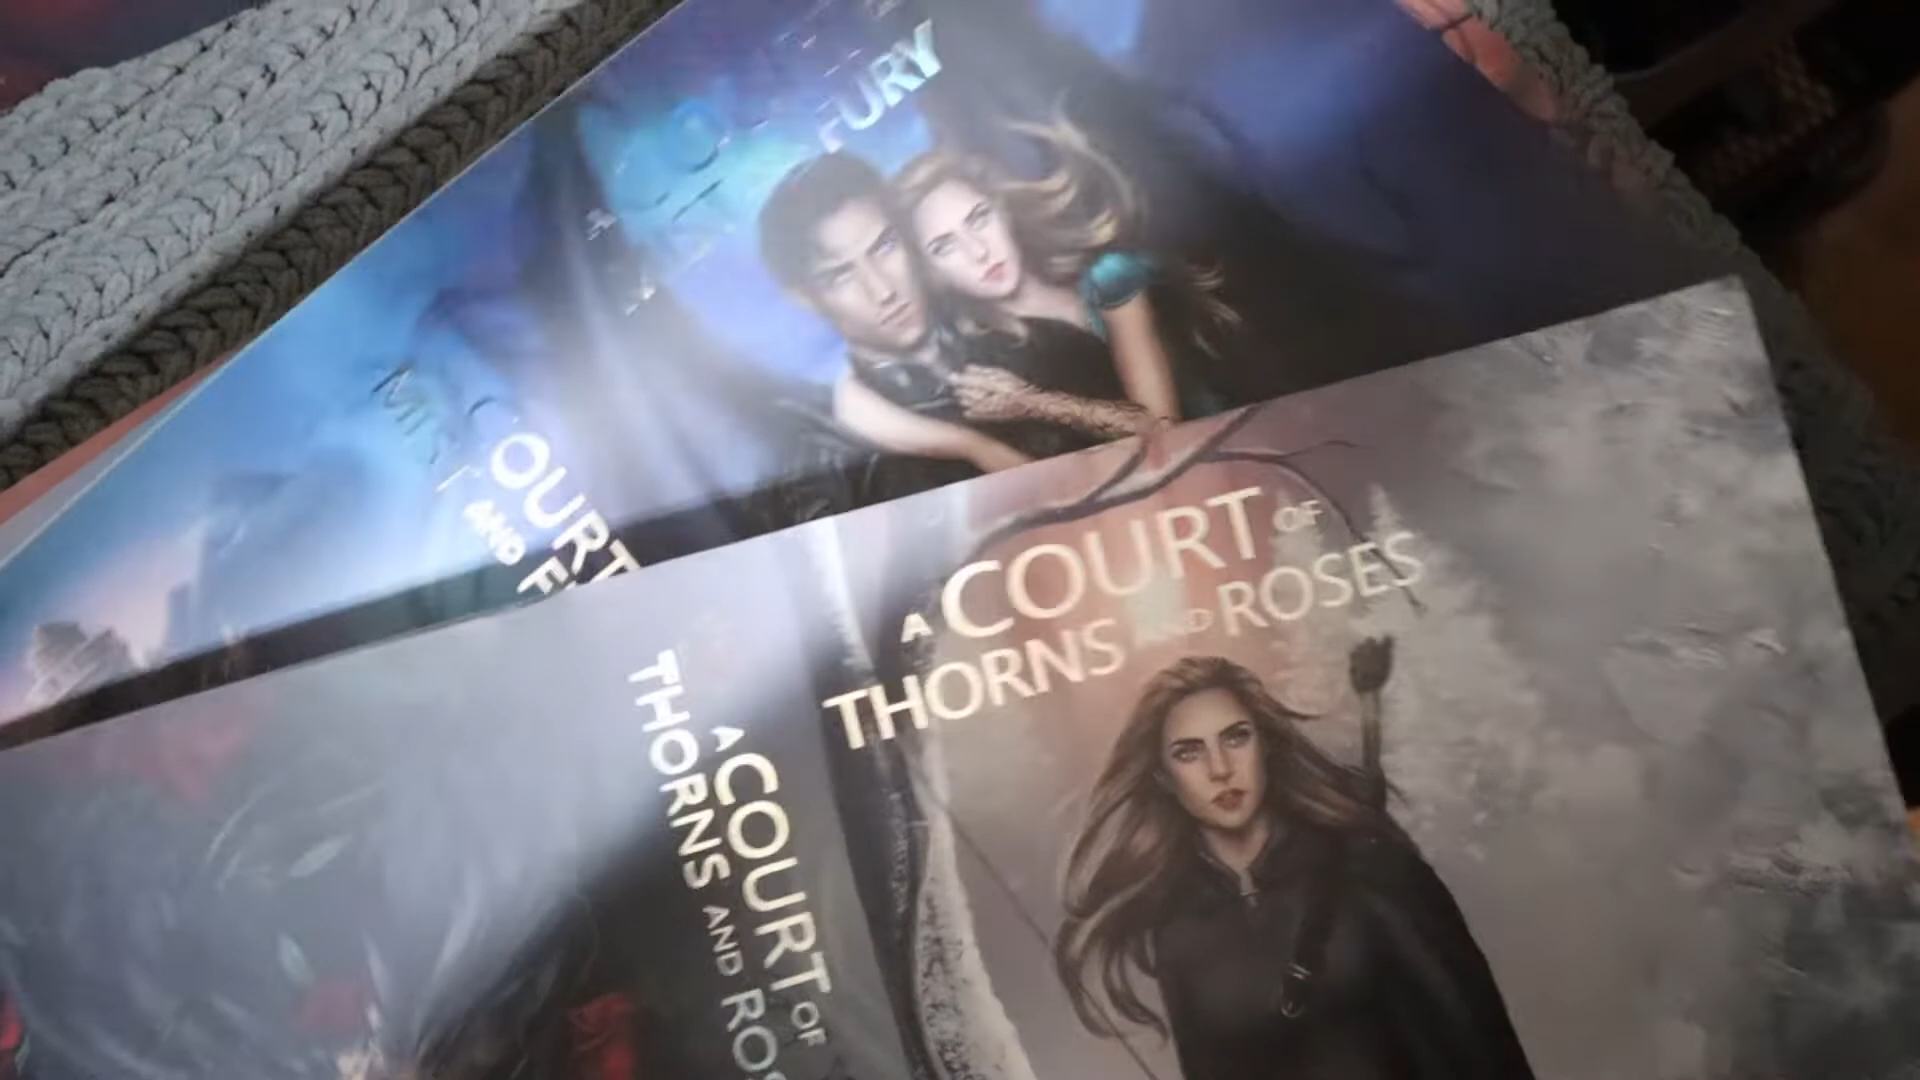 FURY
COURT
MIST
AND F
A COURT OF
THORNS AND ROSES
A COURT OF
THORNS AND ROS